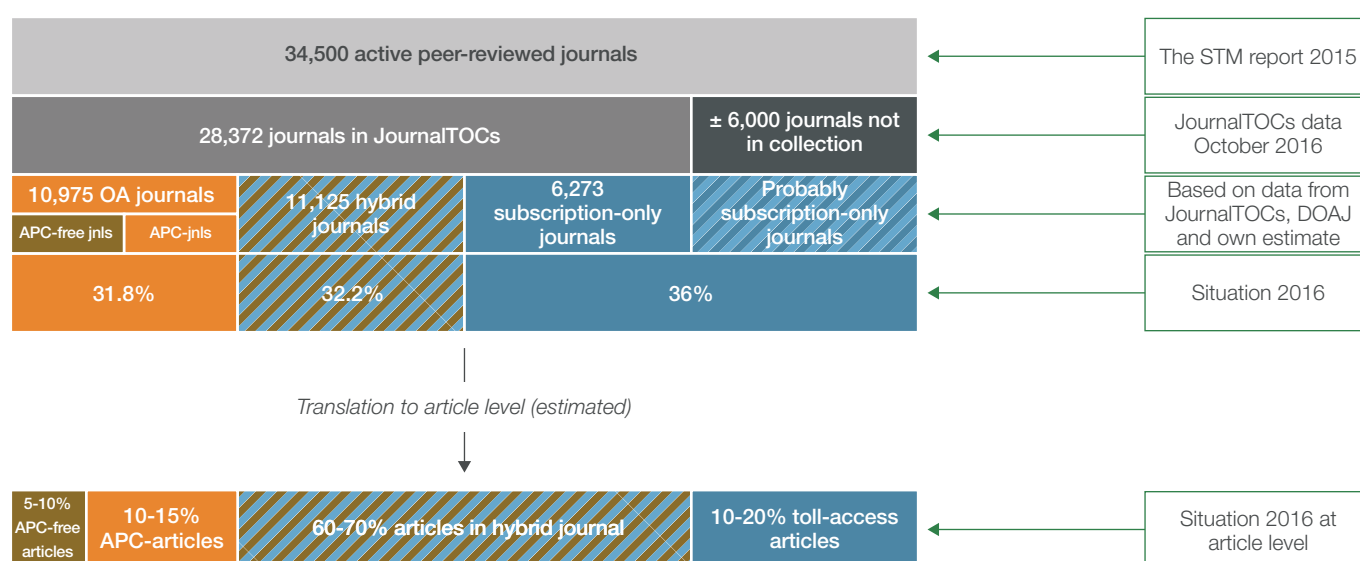 34,500 active peer-reviewed journals
The STM report 2015
28,372 journals in JournalTOCs
± 6,000 journals not
in collection
JournalTOCs data
October 2016
10,975 OA journals
APC-free jnls
APC-jnls
11,125 hybrid
journals
6,273
subscription-only
journals
Probably
subscription-only
journals
Based on data from
JournalTOCs, DOAJ
and own estimate
31.8%
32.2%
36%
Situation 2016
Translation to article level (estimated)
5-10%
APC-free
articles
10-15%
APC-articles
60-70% articles in hybrid journal
10-20% toll-access
articles
Situation 2016 at
article level